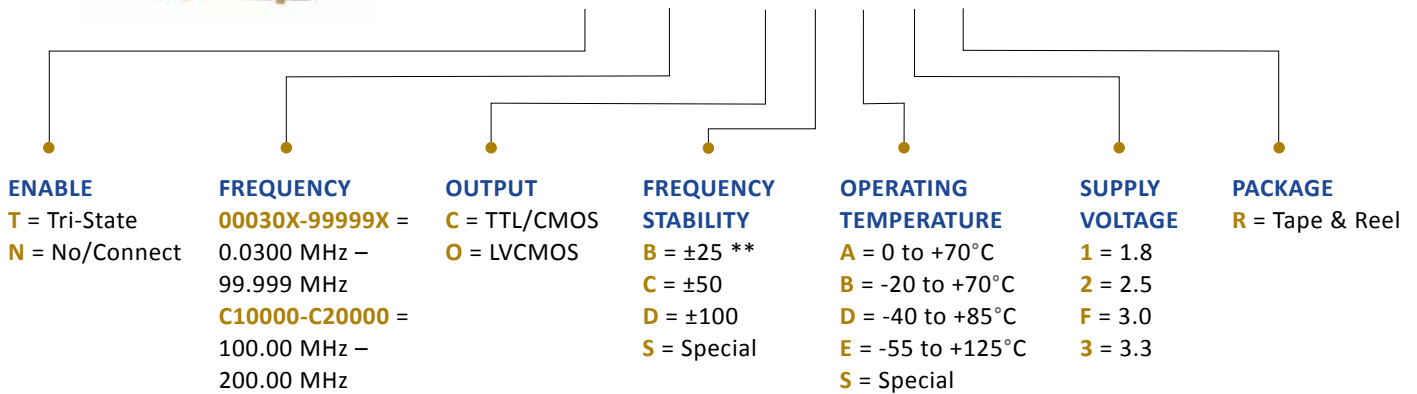 ENABLE
T = Tri-State
N = No/Connect
FREQUENCY
00030X-99999X =
0.0300 MHz –
99.999 MHz
C10000-C20000 =
100.00 MHz –
200.00 MHz
OUTPUT
C = TTL/CMOS
O = LVCMOS
FREQUENCY
STABILITY
B = ±25 **
C = ±50
D = ±100
S = Special
OPERATING
TEMPERATURE
A = 0 to +70°C
B = -20 to +70°C
D = -40 to +85°C
E = -55 to +125°C
S = Special
SUPPLY
VOLTAGE
1 = 1.8
2 = 2.5
F = 3.0
3 = 3.3
PACKAGE
R = Tape & Reel